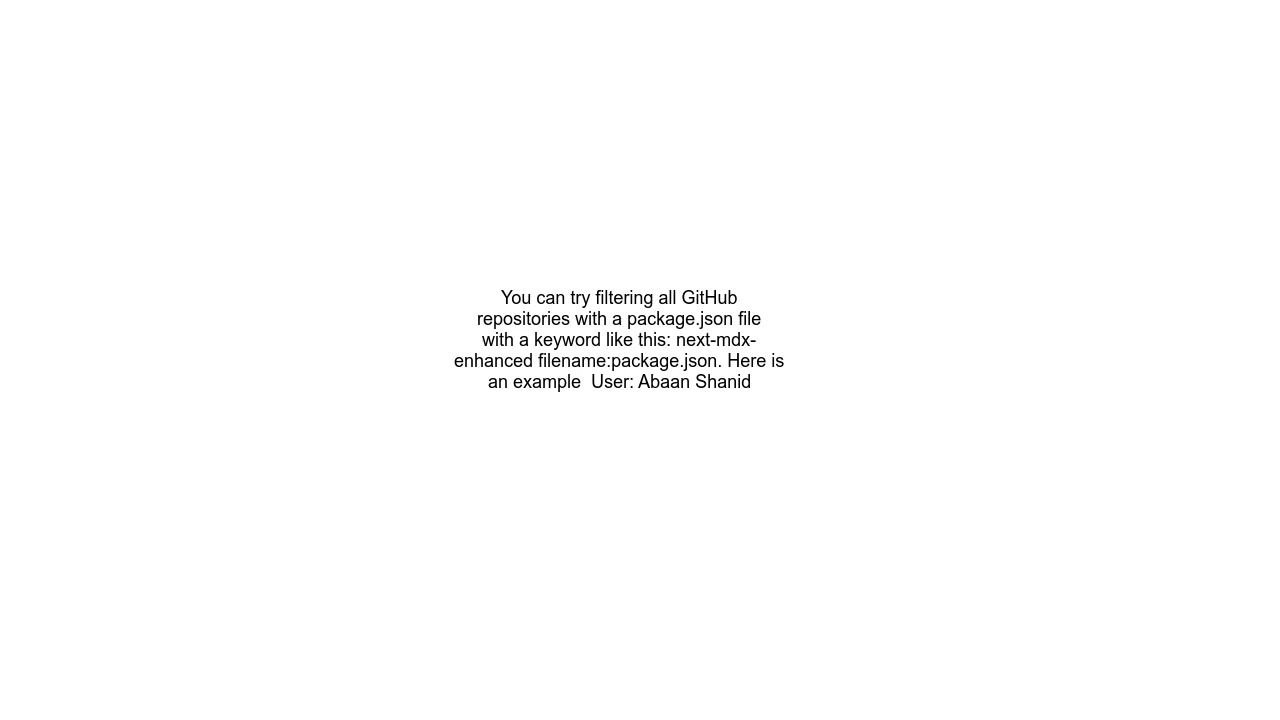 You can try filtering all GitHub
repositories with a package.json file
with a keyword like this: next-mdx-
enhanced filename:package.json. Here is
an example  User: Abaan Shanid